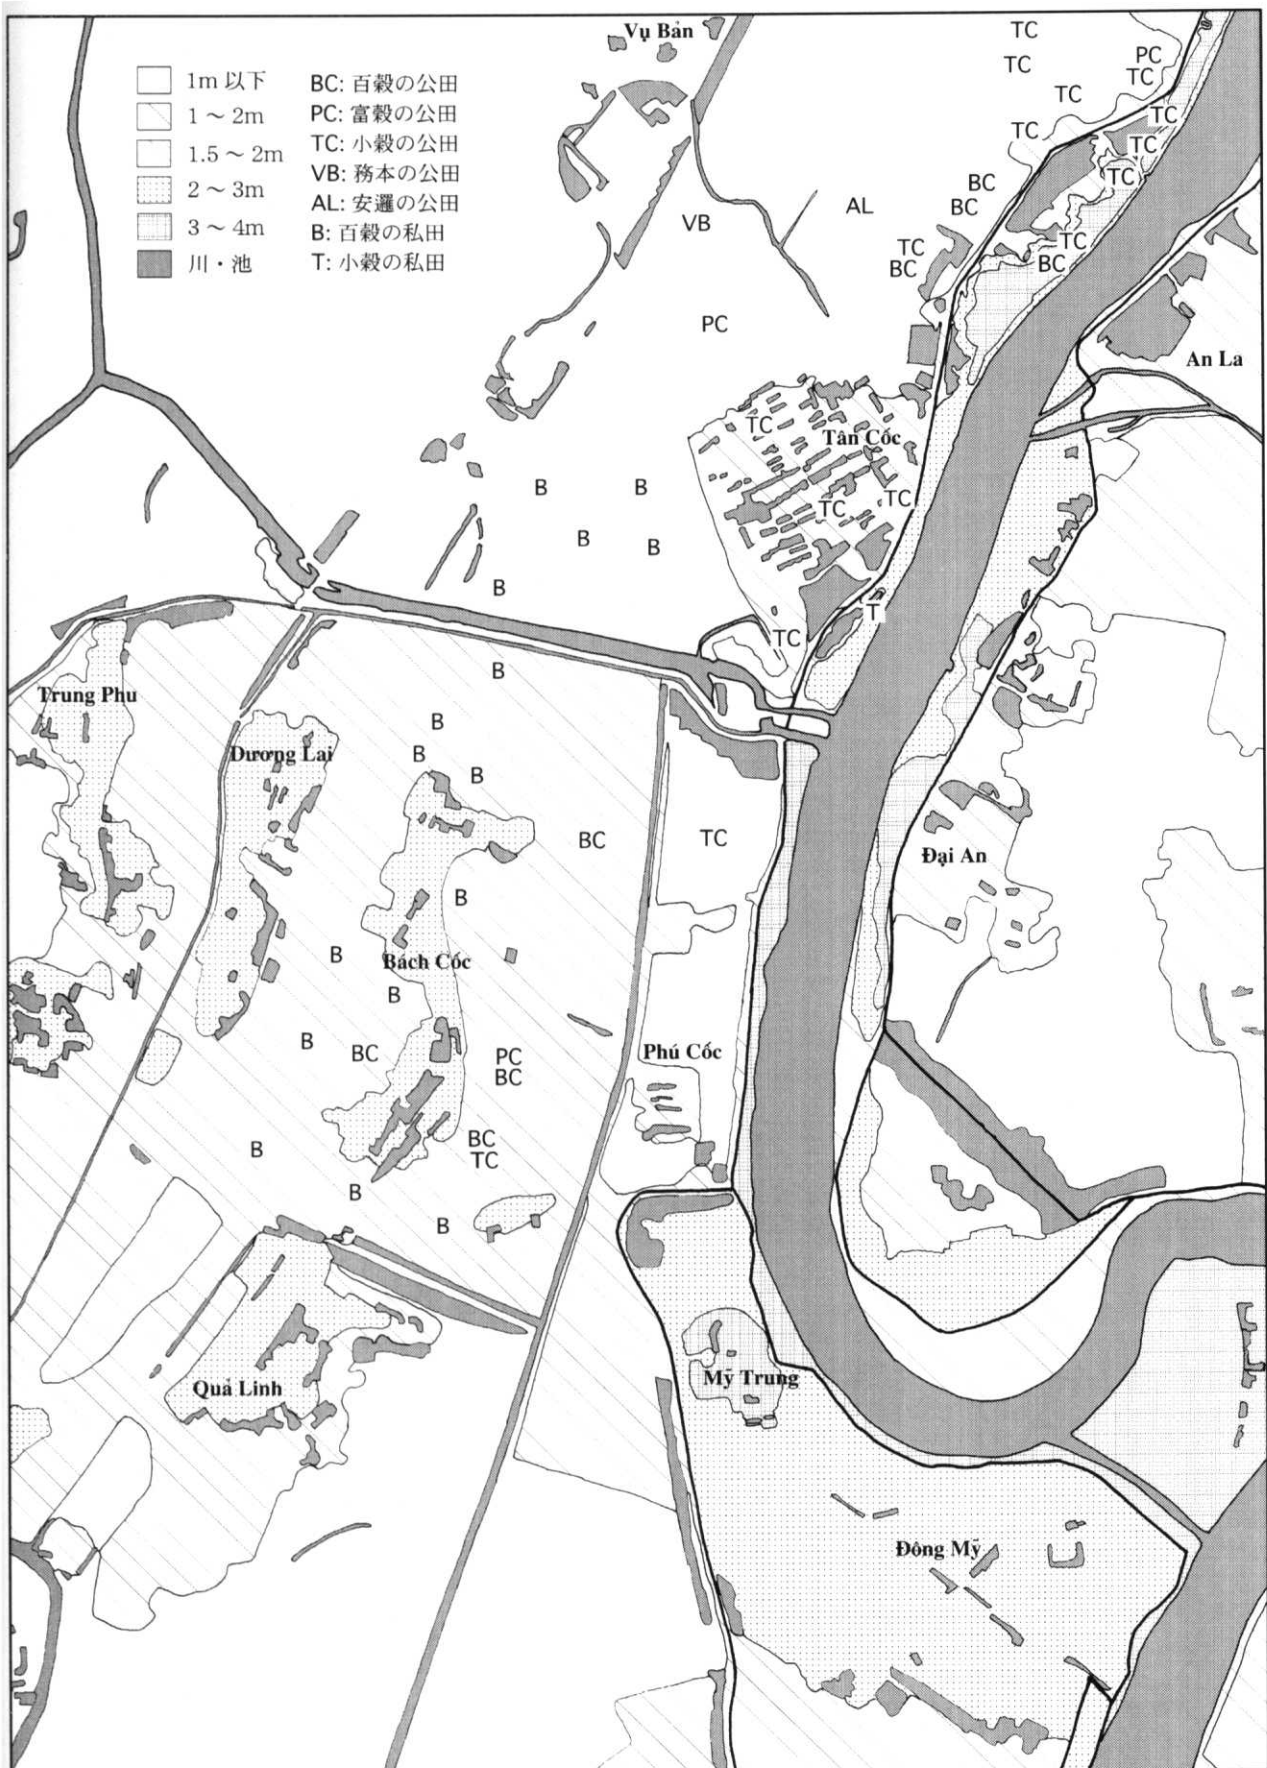 Vụ Bản
1m 以下
1～2m
1.5～2m
2～3m
3～4m
川・池
BC: 百穀の公田
PC: 富穀の公田
TC: 小穀の公田
VB: 務本の公田
AL: 安邏の公田
B: 百穀の私田
T: 小穀の私田
TC
TC
PC
TC
TC
TC
TC
TC
TC
BC
BC
VB
AL
TC
BC
TC
BC
PC
An La
TC
Tân Cốc
TC
TC
B
B
B
B
B
T
TC
B
Trung Phu
B
Dương Lai
B
B
BC
TC
Đại An
B
B
Bách Cốc
B
B
BC
PC
BC
Phú Cốc
BC
TC
B
B
B
Quả Linh
Mỹ Trung
Đông Mỹ